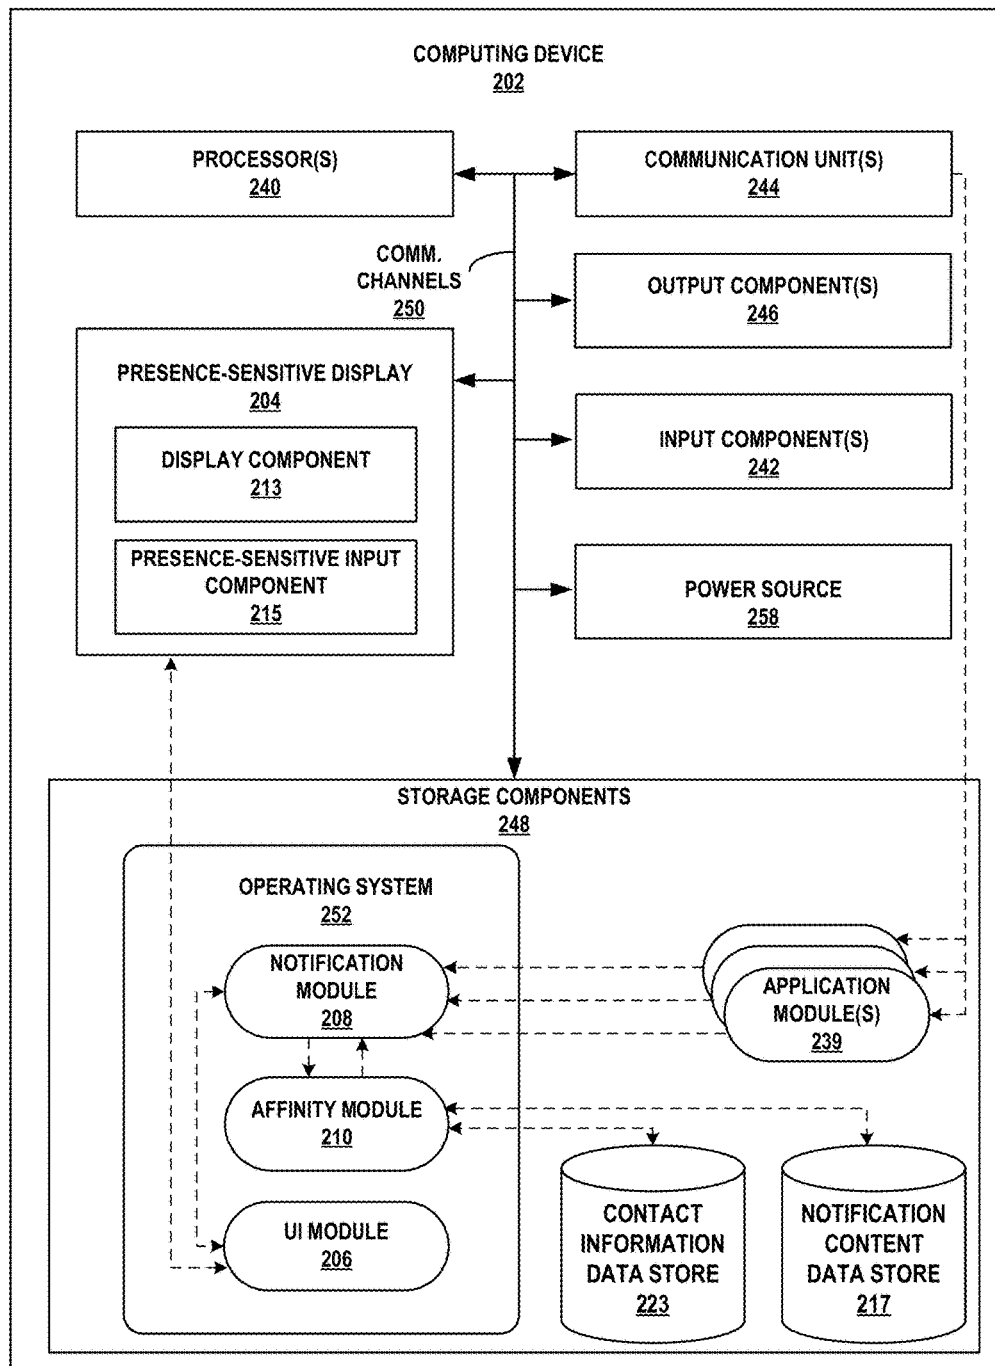 COMPUTING DEVICE
202
PROCESSOR(S)
240
COMMUNICATION UNIT(S)
244
COMM.
CHANNELS
250
OUTPUT COMPONENT(S)
246
PRESENCE-SENSITIVE DISPLAY
204
DISPLAY COMPONENT
213
PRESENCE-SENSITIVE INPUT
COMPONENT
215
INPUT COMPONENT(S)
242
POWER SOURCE
258
STORAGE COMPONENTS
248
OPERATING SYSTEM
252
NOTIFICATION
MODULE
208
APPLICATION
MODULE(S)
239
AFFINITY MODULE
210
UI MODULE
206
CONTACT
INFORMATION
DATA STORE
223
NOTIFICATION
CONTENT
DATA STORE
217